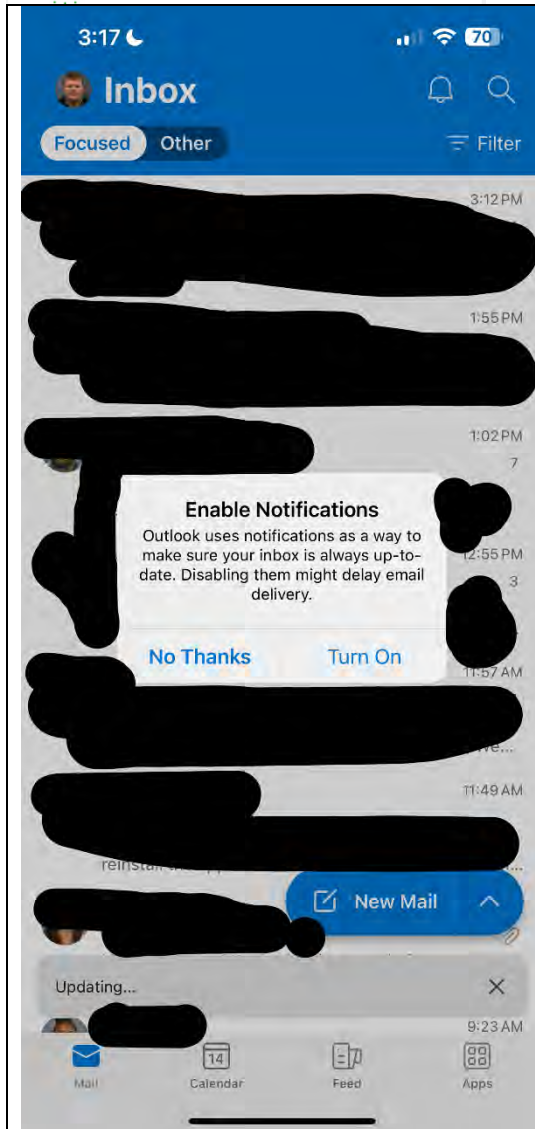 3:17
70
Inbox
Focused
Other
Filter
3:12 PM
1:55 PM
1:02 PM
7
Enable Notifications
Outlook uses notifications as a way to
make sure your inbox is always up-to-
date. Disabling them might delay email
delivery.
12:55 PM
3
No Thanks
Turn On
11:57 AM
11:49 AM
New Mail
Updating...
9:23 AM
14
Mail
Calendar
Feed
Apps